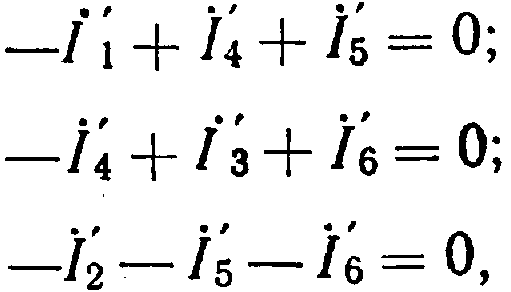 −İ′₁ + İ′₄ + İ′₅ = 0;
−İ′₄ + İ′₃ + İ′₆ = 0;
−İ′₂ − İ′₅ − İ′₆ = 0,